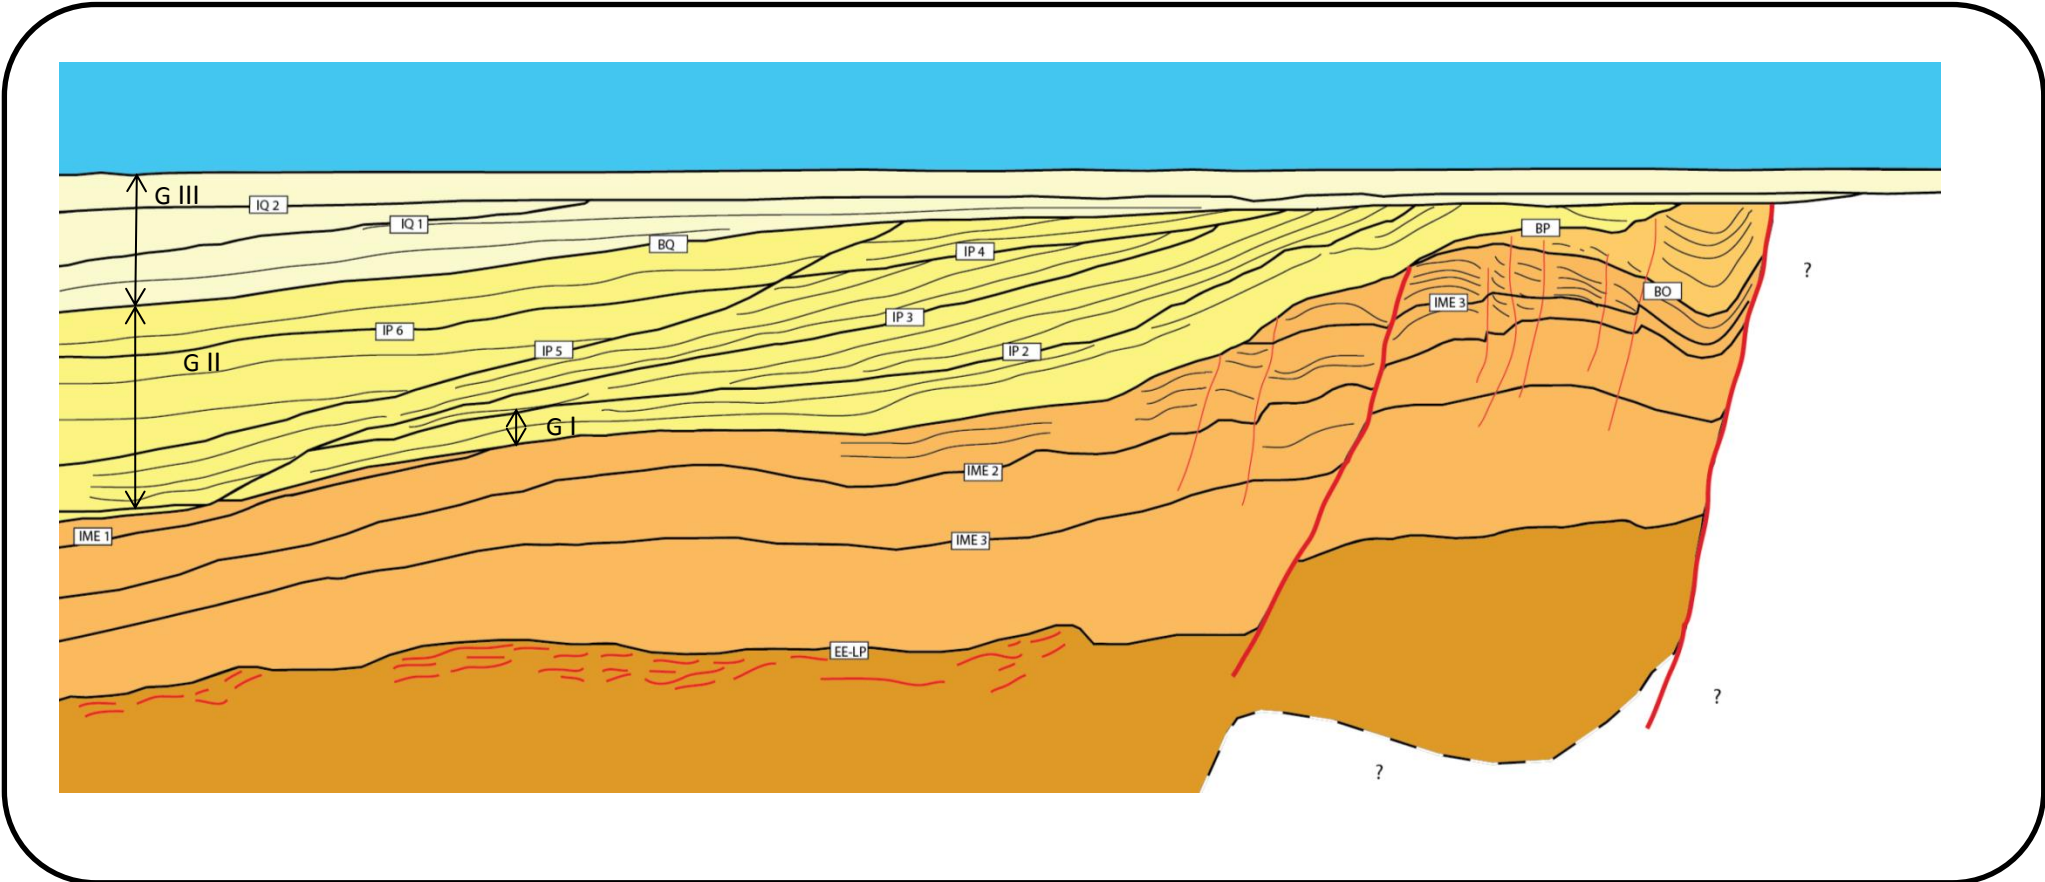 G III
IQ 2
IQ 1
BQ
BP
IP 4
?
BO
IME 3
IP 3
IP 6
IP 5
IP 2
G II
G I
IME 2
IME 1
IME 3
EE-LP
?
?